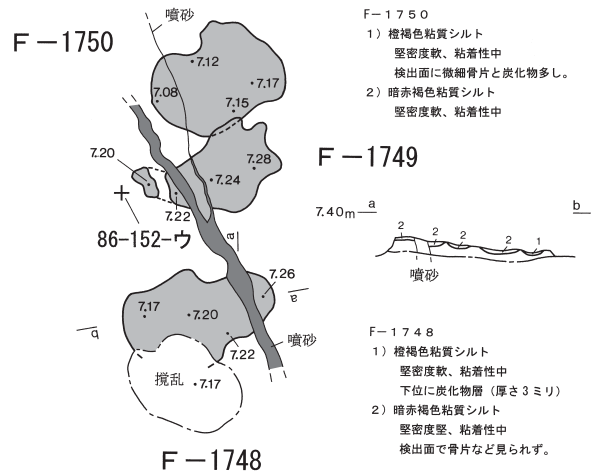 F-1750
噴砂
7.12
7.17
7.08
7.15
7.20
7.28
7.24
7.22
F-1749
86-152-ウ
a
7.26
a
7.17
7.20
b
7.22
噴砂
撹乱
7.17
F-1748
F-1750
1）橙褐色粘質シルト
堅密度軟、粘着性中
検出面に微細骨片と炭化物多し。
2）暗赤褐色粘質シルト
堅密度軟、粘着性中
7.40m a b
2 2 2 2 1
噴砂
F-1748
1）橙褐色粘質シルト
堅密度軟、粘着性中
下位に炭化物層（厚さ3ミリ）
2）暗赤褐色粘質シルト
堅密度堅、粘着性中
検出面で骨片など見られず。